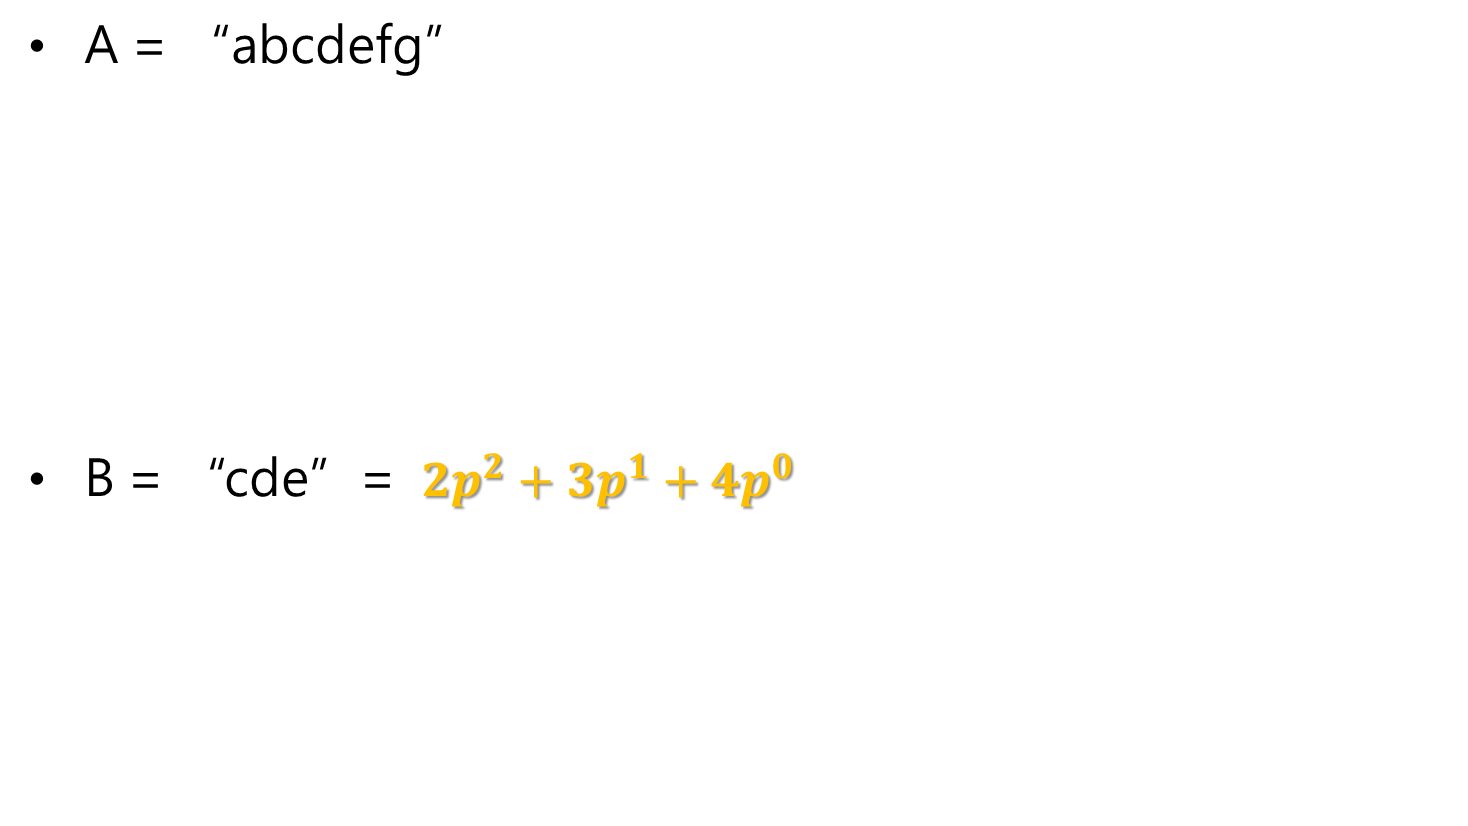 • A = “abcdefg”
• B = “cde” = 2p² + 3p¹ + 4p⁰